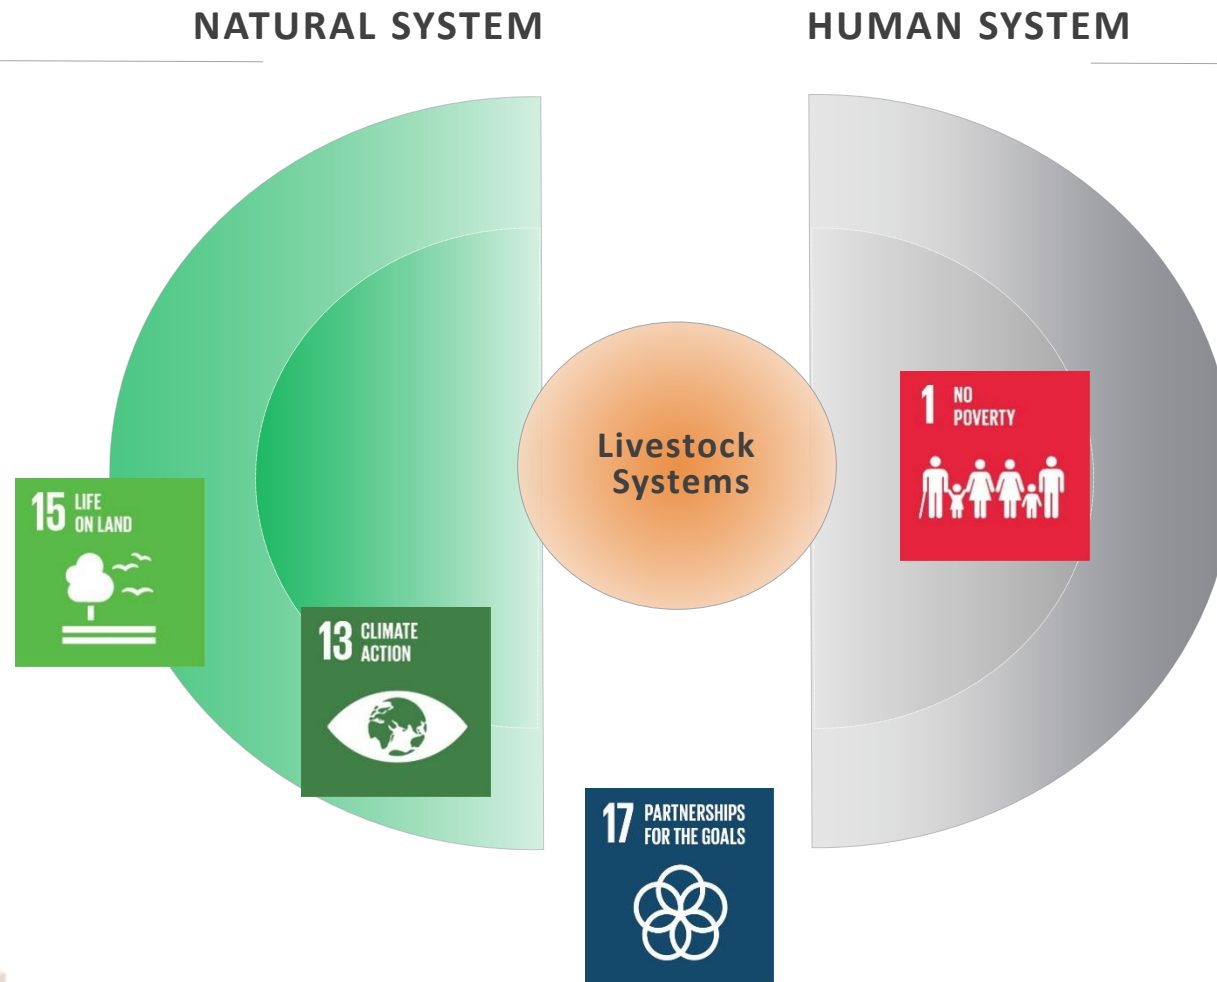 NATURAL SYSTEM
HUMAN SYSTEM
Livestock
Systems
1 NO
POVERTY
15 LIFE
ON LAND
13 CLIMATE
ACTION
17 PARTNERSHIPS
FOR THE GOALS